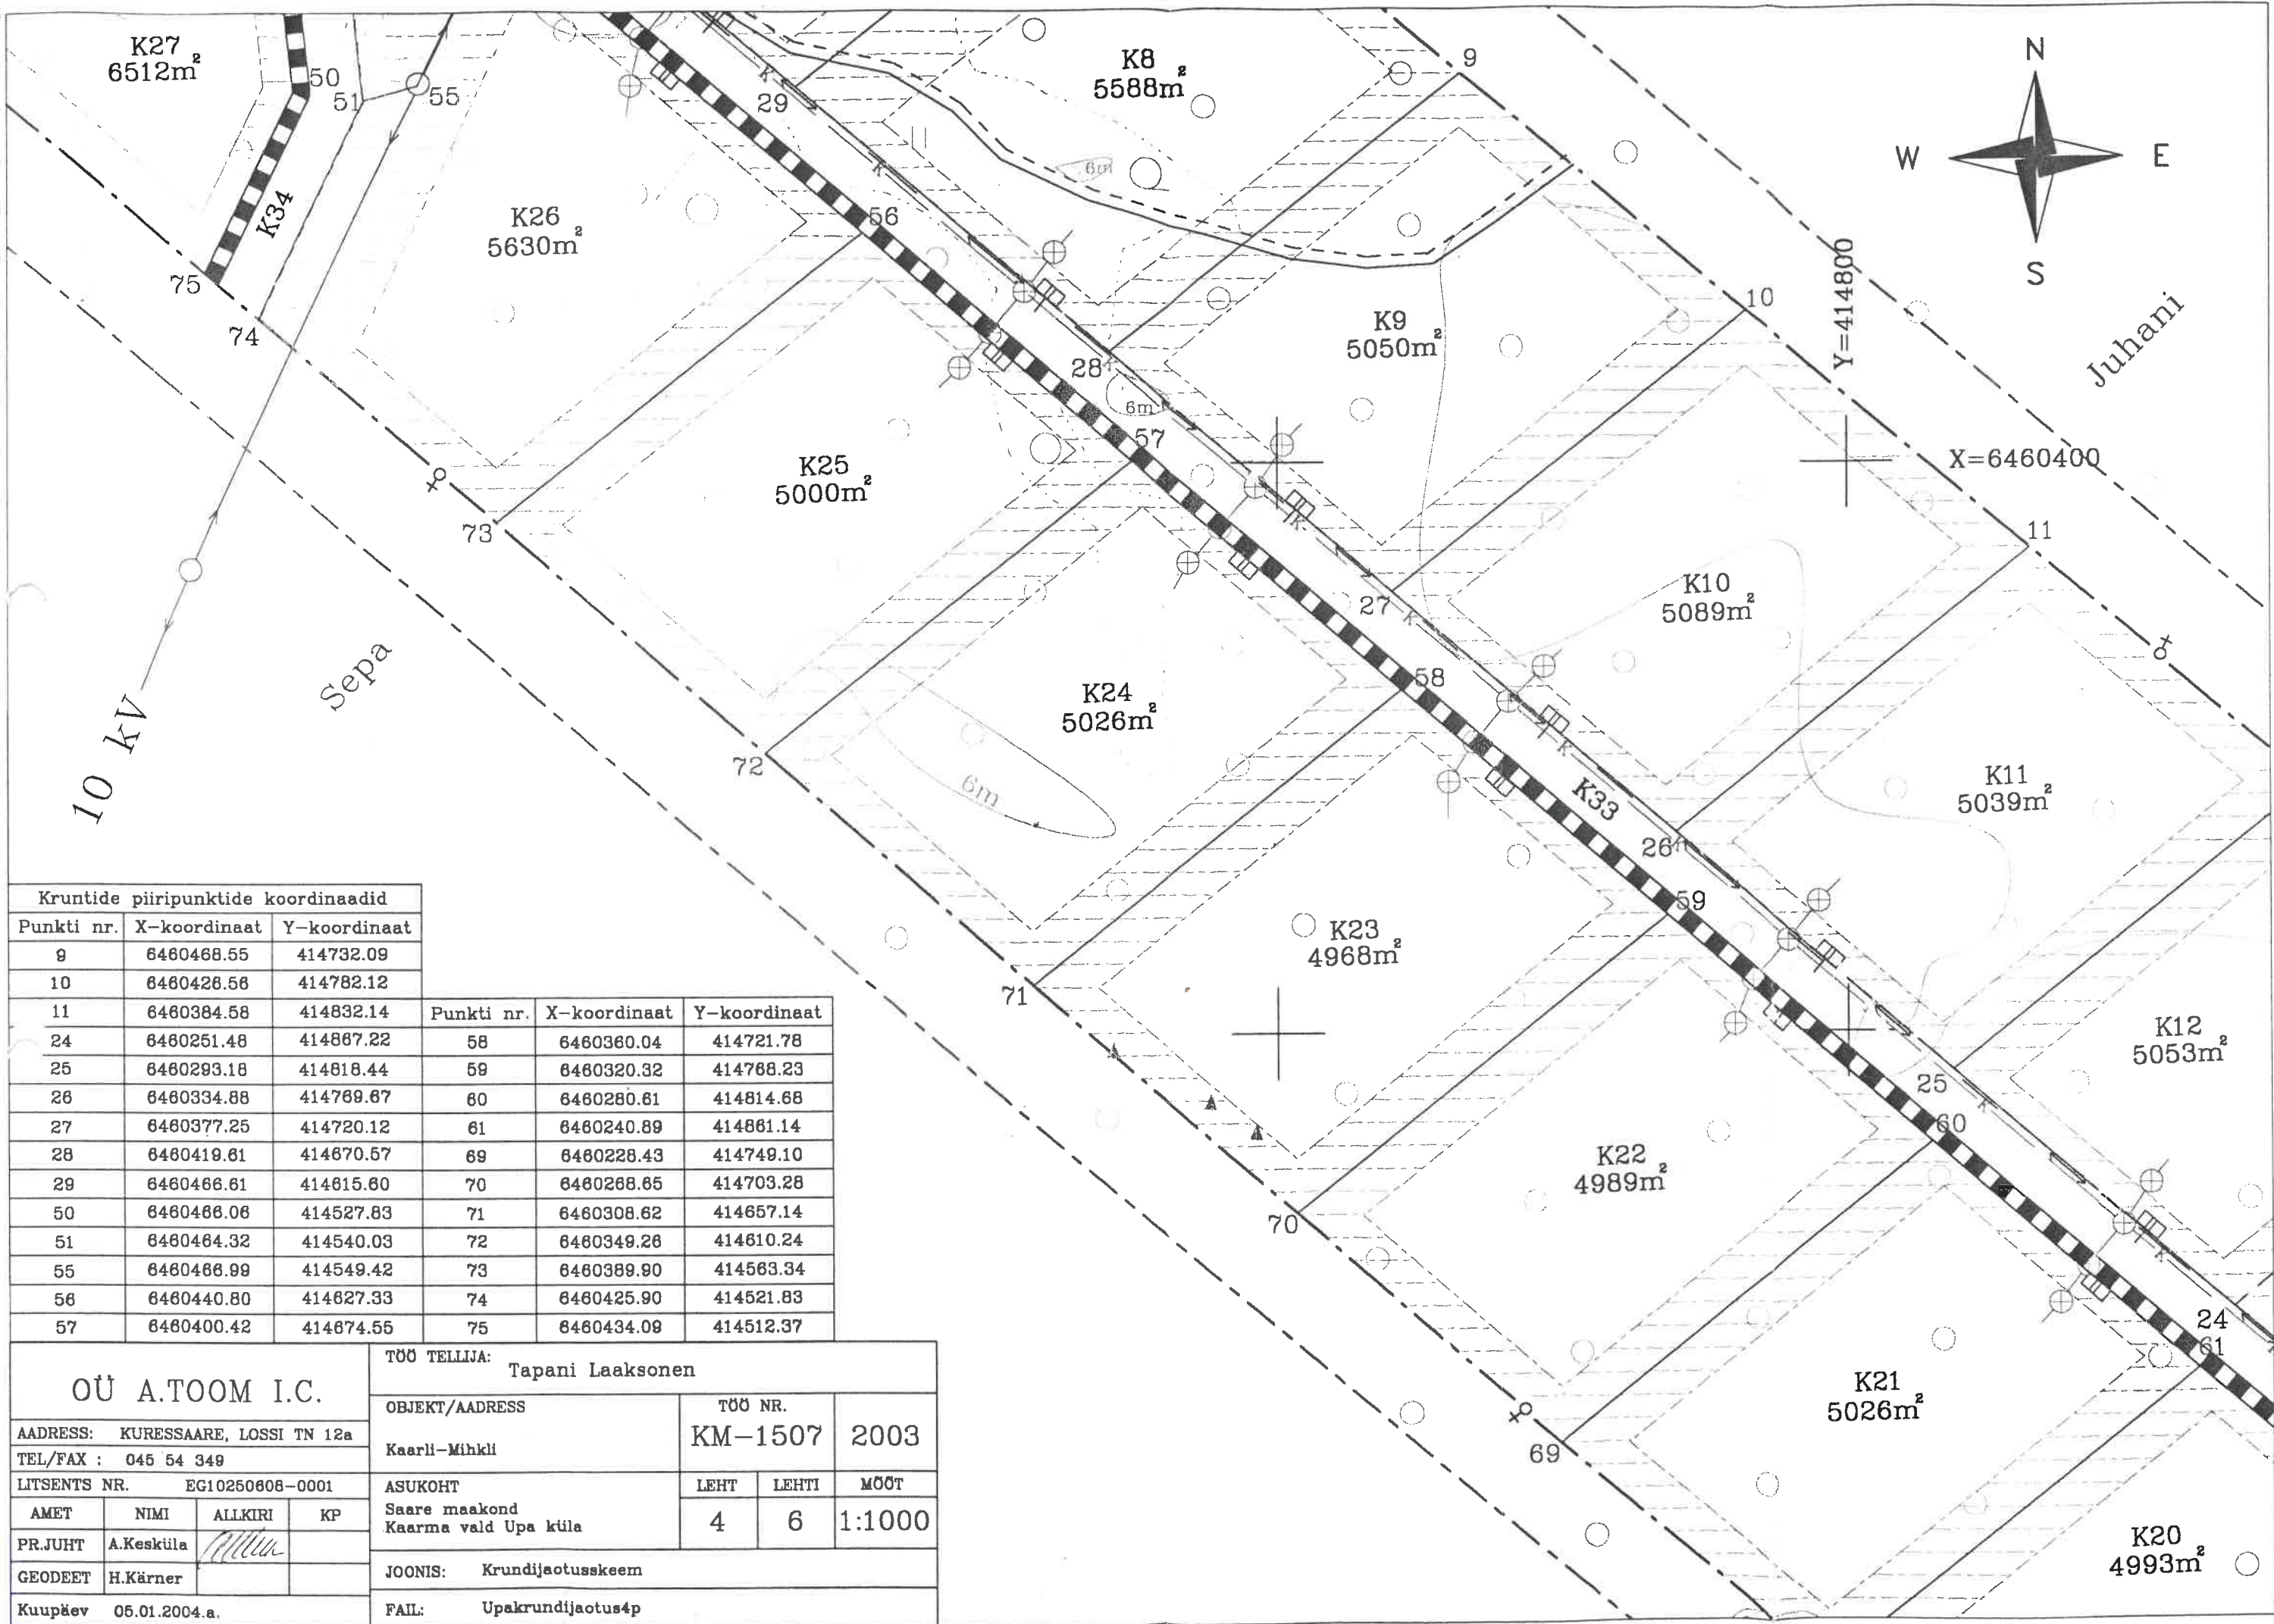 K27
6512m²
50
51
55
K34
75
74
K26
5630m²
29
K
K
56
K8
5588m²
6m
9
N
W
E
S
Y=414800
10
Juhani
K9
5050m²
28
6m
57
X=6460400
K25
5000m²
73
11
K
27
K
K10
5089m²
58
K24
5026m²
Sepa
10 kV
72
6m
K
K33
26
K11
5039m²
59
K23
4968m²
71
K12
5053m²
25
K
60
K22
4989m²
70
K
24
61
K21
5026m²
69
K20
4993m²
Kruntide piiripunktide koordinaadid
Punkti nr. X-koordinaat Y-koordinaat
9 6460468.55 414732.09
10 6460426.56 414782.12
11 6460384.58 414832.14
24 6460251.48 414867.22
25 6460293.18 414818.44
26 6460334.88 414769.67
27 6460377.25 414720.12
28 6460419.61 414670.57
29 6460466.61 414615.60
50 6460466.06 414527.83
51 6460464.32 414540.03
55 6460466.99 414549.42
56 6460440.80 414627.33
57 6460400.42 414674.55
Punkti nr. X-koordinaat Y-koordinaat
58 6460360.04 414721.78
59 6460320.32 414768.23
60 6460280.61 414814.68
61 6460240.89 414861.14
69 6460228.43 414749.10
70 6460268.65 414703.28
71 6460308.62 414657.14
72 6460349.26 414610.24
73 6460389.90 414563.34
74 6460425.90 414521.83
75 6460434.09 414512.37
OÜ A.TOOM I.C.
AADRESS: KURESSAARE, LOSSI TN 12a
TEL/FAX : 045 54 349
LITSENTS NR. EG10250608-0001
AMET NIMI ALLKIRI KP
PR.JUHT A.Kesküla
GEODEET H.Kärner
Kuupäev 05.01.2004.a.
TÖÖ TELLIJA:
Tapani Laaksonen
OBJEKT/AADRESS
Kaarli-Mihkli
TÖÖ NR.
KM-1507 2003
ASUKOHT
Saare maakond
Kaarma vald Upa küla
LEHT LEHTI MÕÕT
4 6 1:1000
JOONIS: Krundijaotusskeem
FAIL: Upakrundijaotus4p